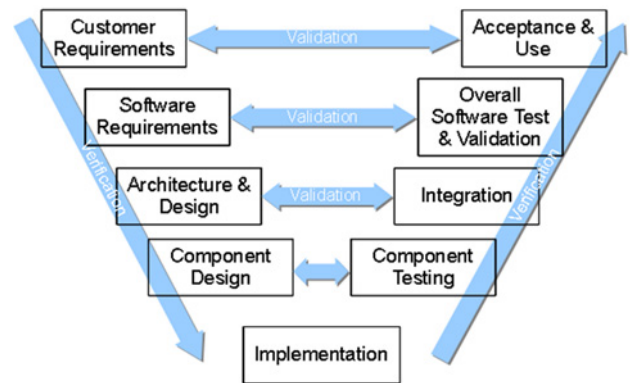 Customer
Requirements
Validation
Acceptance &
Use
Software
Requirements
Validation
Overall
Software Test
& Validation
Verification
Verification
Architecture &
Design
Validation
Integration
Component
Design
Component
Testing
Implementation